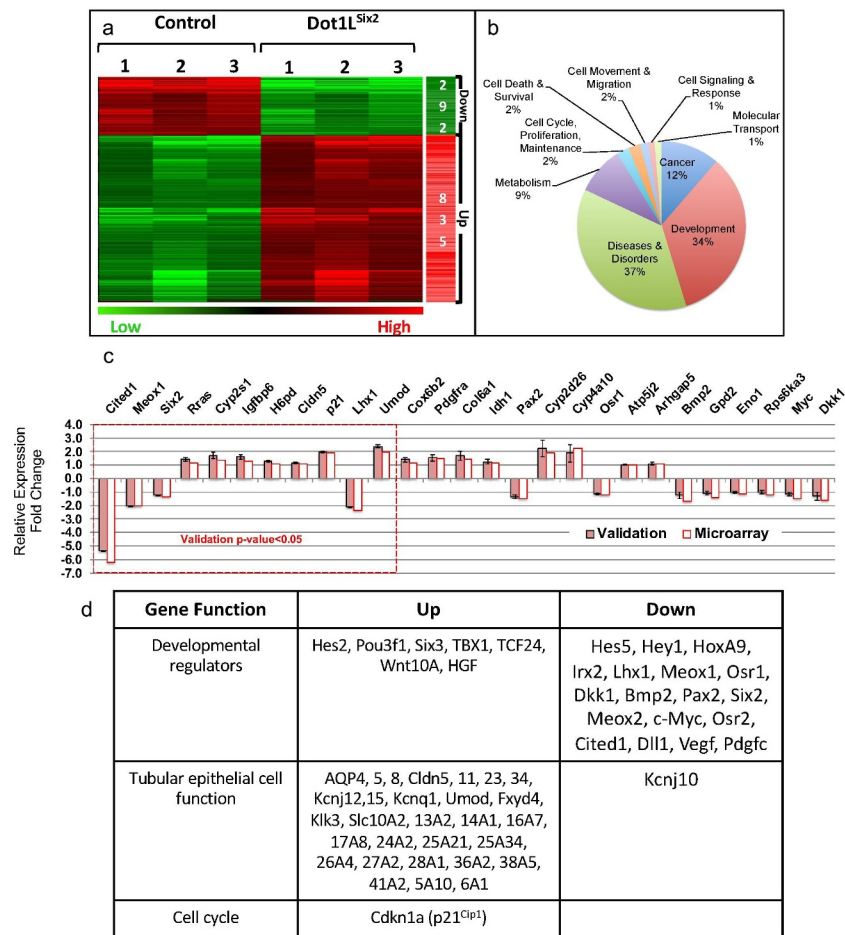 a
Control
Dot1L^Six2
1 2 3 1 2 3
2
9
2
Down
8
3
5
Up
Low
High
b
Cell Movement &
Migration
2%
Cell Signaling &
Response
1%
Cell Death &
Survival
2%
Molecular
Transport
1%
Cell Cycle,
Proliferation,
Maintenance
2%
Cancer
12%
Metabolism
9%
Development
34%
Diseases &
Disorders
37%
c
Cited1
Meox1
Six2
Rras
Cyp2s1
Igfbp6
H6pd
Cldn5
p21
Lhx1
Umod
Cox6b2
Pdgfra
Col6a1
Idh1
Pax2
Cyp2d26
Cyp4a10
Osr1
Atp5j2
Arhgap5
Bmp2
Gpd2
Eno1
Rps6ka3
Myc
Dkk1
Relative Expression
Fold Change
4.0
3.0
2.0
1.0
0.0
-1.0
-2.0
-3.0
-4.0
-5.0
-6.0
-7.0
Validation p-value<0.05
Validation
Microarray
d
Gene Function
Up
Down
Developmental
regulators
Hes2, Pou3f1, Six3, TBX1, TCF24,
Wnt10A, HGF
Hes5, Hey1, HoxA9,
Irx2, Lhx1, Meox1, Osr1,
Dkk1, Bmp2, Pax2, Six2,
Meox2, c-Myc, Osr2,
Cited1, Dll1, Vegf, Pdgfc
Tubular epithelial cell
function
AQP4, 5, 8, Cldn5, 11, 23, 34,
Kcnj12,15, Kcnq1, Umod, Fxyd4,
Klk3, Slc10A2, 13A2, 14A1, 16A7,
17A8, 24A2, 25A21, 25A34,
26A4, 27A2, 28A1, 36A2, 38A5,
41A2, 5A10, 6A1
Kcnj10
Cell cycle
Cdkn1a (p21^Cip1)